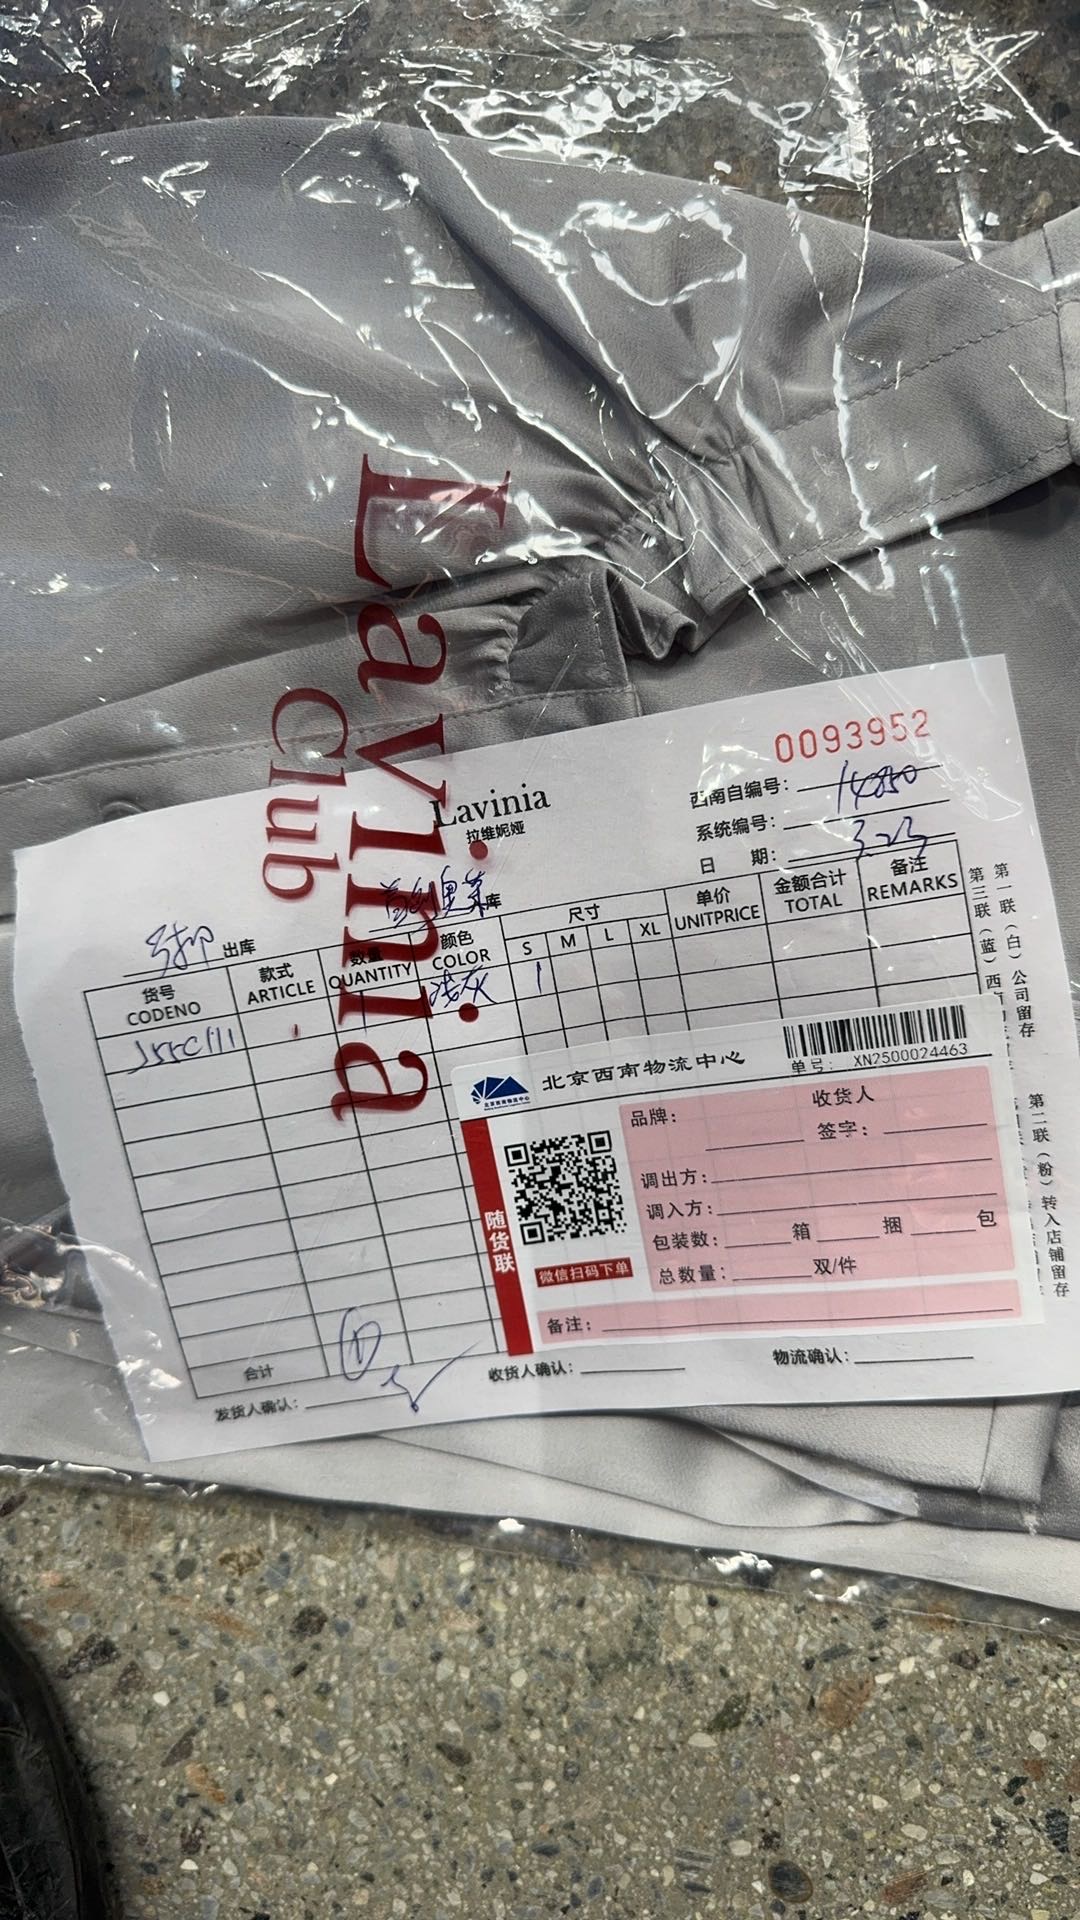 Lavinia
Club
0093952
Lavinia
拉维妮娅
西南自编号： 14050
系统编号：
日 期： 3.23
出库
库
货号
CODENO
款式
ARTICLE
数量
QUANTITY
颜色
COLOR
尺寸
S M L XL
单价
UNITPRICE
金额合计
TOTAL
备注
REMARKS
浅灰 1
合计
①
发货人确认：
收货人确认：
物流确认：
第一联（白）公司留存
第二联（粉）转入店铺留存
第三联（蓝）西
北京西南物流中心
单号： XN2500024463
随货联
微信扫码下单
品牌：
收货人
签字：
调出方：
调入方：
包装数： 箱 捆 包
总数量： 双/件
备注：